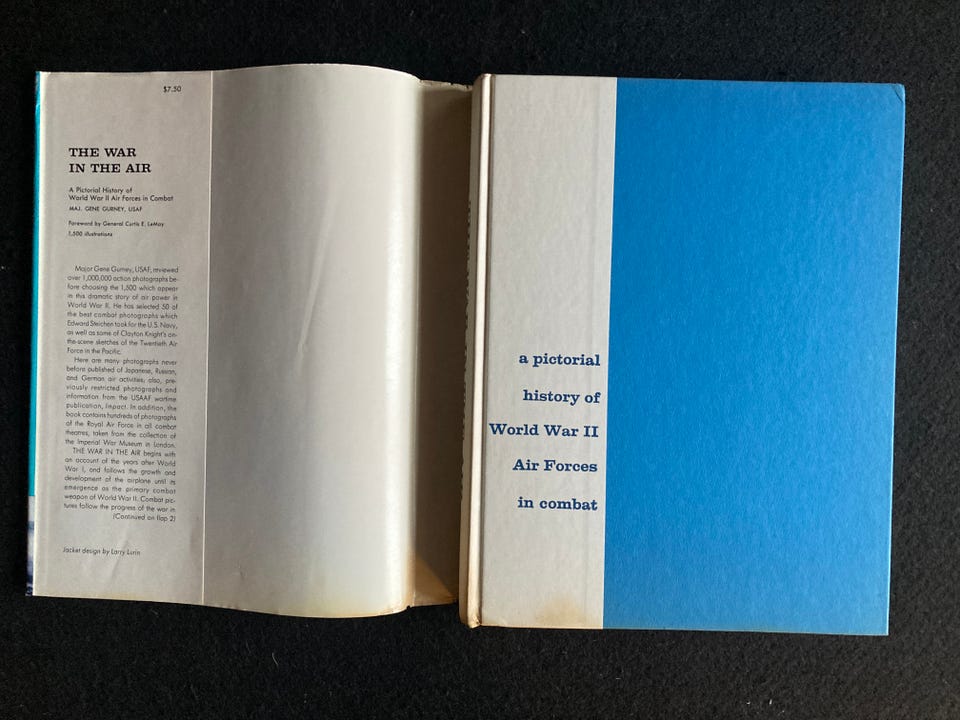 $7.50
THE WAR
IN THE AIR
A Pictorial History of
World War II Air Forces in Combat
MAJ. GENE GURNEY, USAF
Foreword by General Curtis E. LeMay
1,500 illustrations
Major Gene Gurney, USAF, reviewed
over 1,000,000 action photographs be-
fore choosing the 1,500 which appear
in this dramatic story of air power in
World War II. He has selected 50 of
the best combat photographs which
Edward Steichen took for the U.S. Navy,
as well as some of Clayton Knight's on-
the-scene sketches of the Twentieth Air
Force in the Pacific.
Here are many photographs never
before published of Japanese, Russian,
and German air activities; also, pre-
viously restricted photographs and
information from the USAAF wartime
publication, Impact. In addition, the
book contains hundreds of photographs
of the Royal Air Force in all combat
theatres, taken from the collection of
the Imperial War Museum in London.
THE WAR IN THE AIR begins with
an account of the years after World
War I, and follows the growth and
development of the airplane until its
emergence as the primary combat
weapon of World War II. Combat pic-
tures follow the progress of the war in
(Continued on flap 2)
Jacket design by Larry Lurin
a pictorial
history of
World War II
Air Forces
in combat